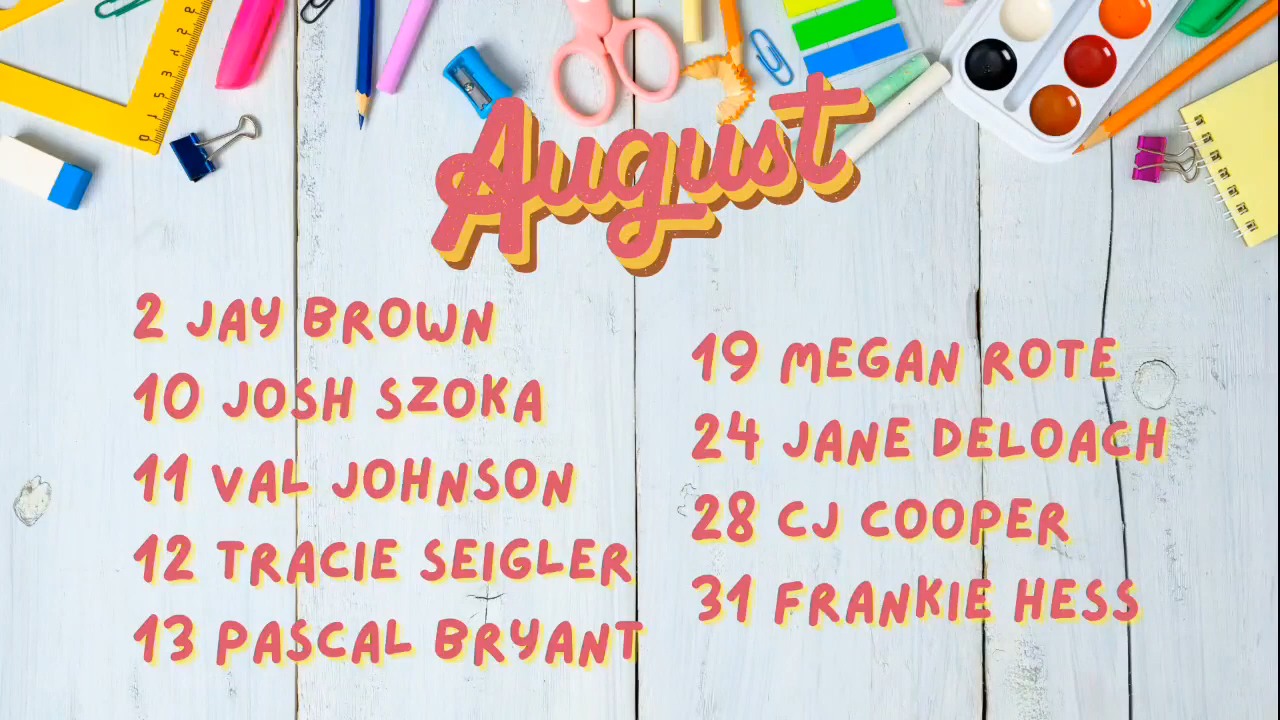 August
2 JAY BROWN
10 JOSH SZOKA
11 VAL JOHNSON
12 TRACIE SEIGLER
13 PASCAL BRYANT
19 MEGAN ROTE
24 JANE DELOACH
28 CJ COOPER
31 FRANKIE HESS